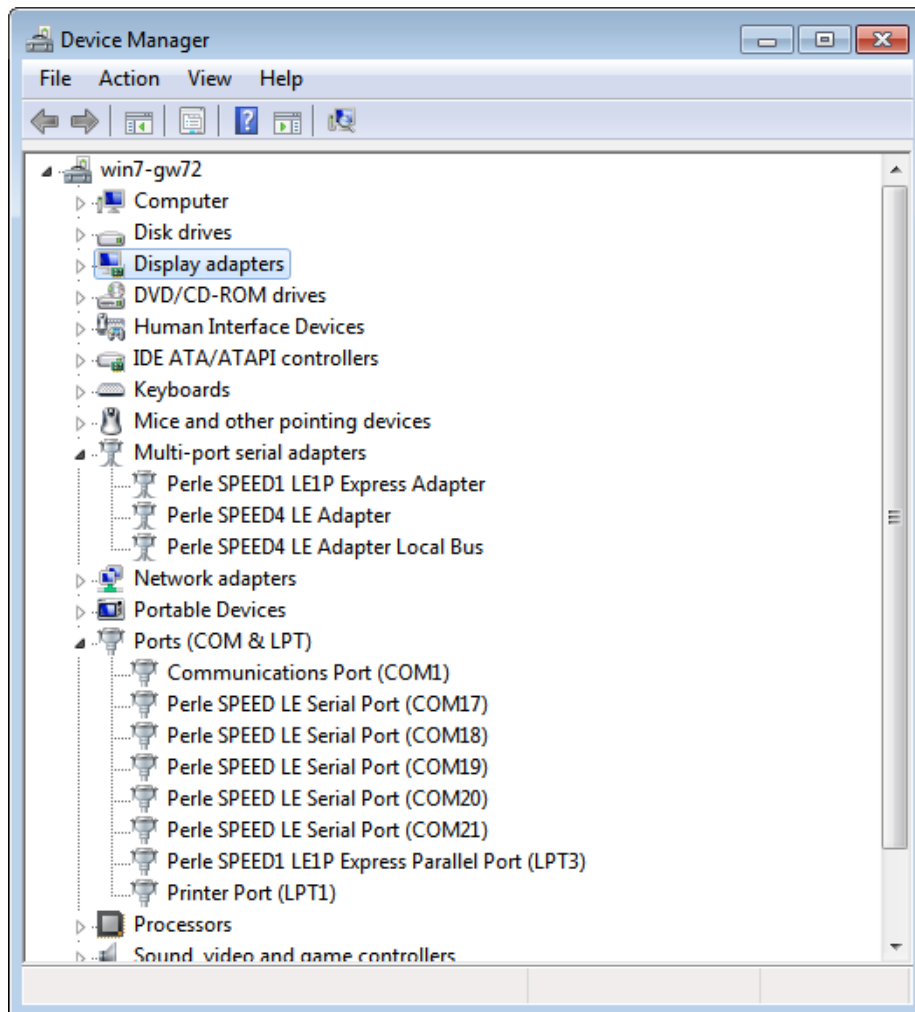 Device Manager
File Action View Help
win7-gw72
Computer
Disk drives
Display adapters
DVD/CD-ROM drives
Human Interface Devices
IDE ATA/ATAPI controllers
Keyboards
Mice and other pointing devices
Multi-port serial adapters
Perle SPEED1 LE1P Express Adapter
Perle SPEED4 LE Adapter
Perle SPEED4 LE Adapter Local Bus
Network adapters
Portable Devices
Ports (COM & LPT)
Communications Port (COM1)
Perle SPEED LE Serial Port (COM17)
Perle SPEED LE Serial Port (COM18)
Perle SPEED LE Serial Port (COM19)
Perle SPEED LE Serial Port (COM20)
Perle SPEED LE Serial Port (COM21)
Perle SPEED1 LE1P Express Parallel Port (LPT3)
Printer Port (LPT1)
Processors
Sound, video and game controllers